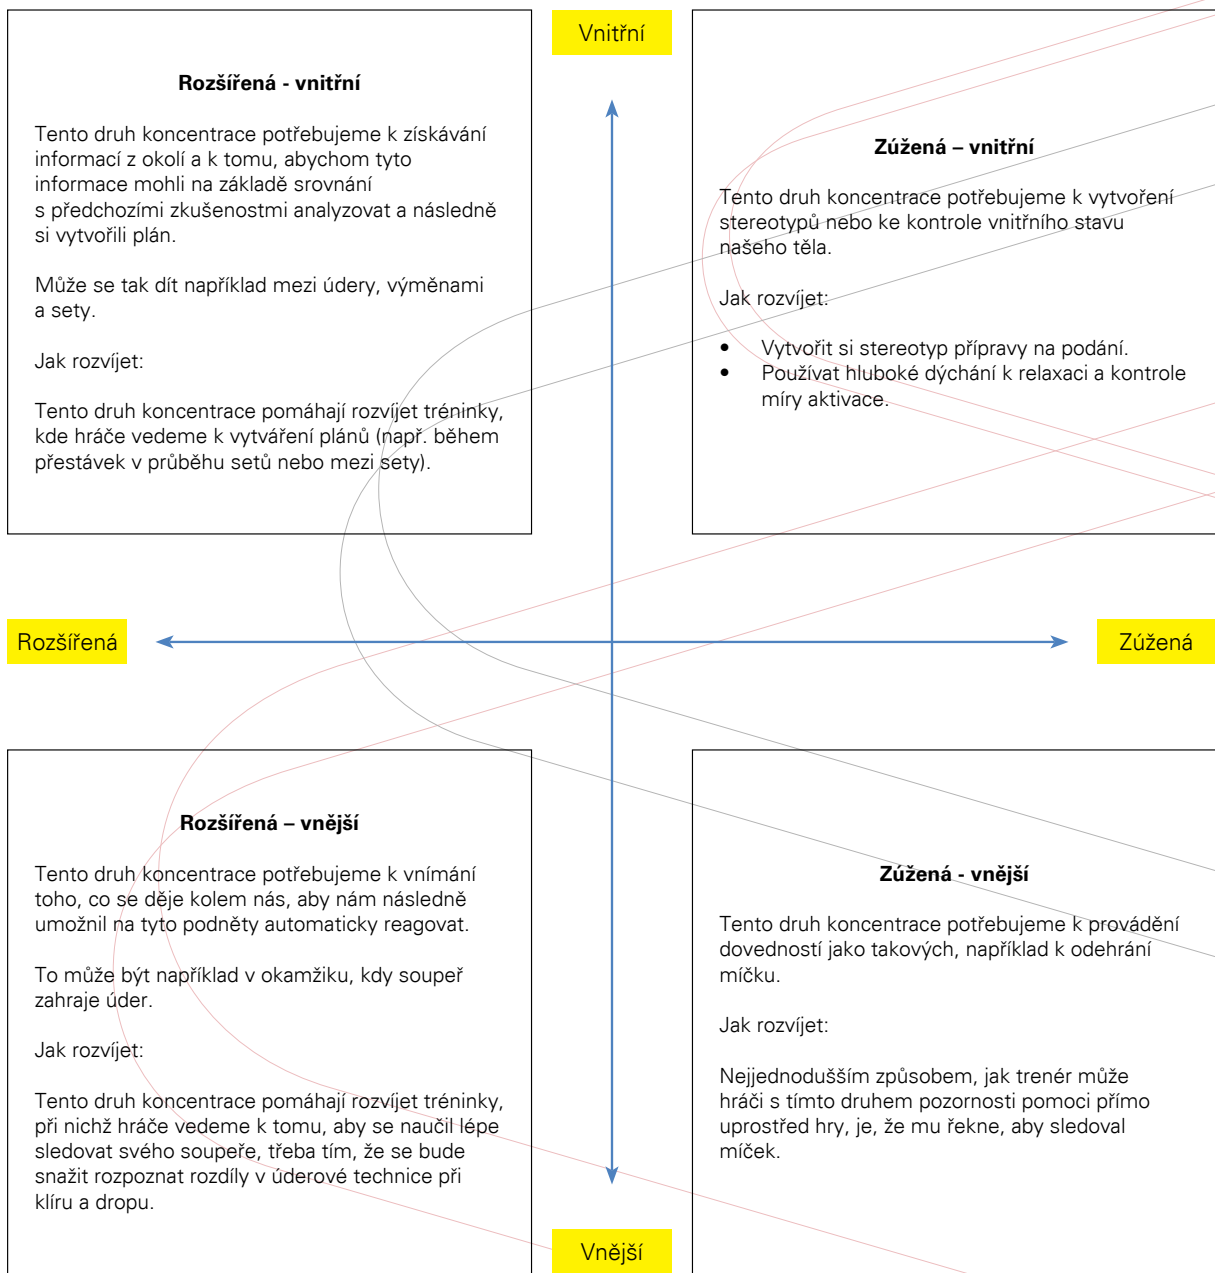 Vnitřní
Rozšířená - vnitřní
Tento druh koncentrace potřebujeme k získávání
informací z okolí a k tomu, abychom tyto
informace mohli na základě srovnání
s předchozími zkušenostmi analyzovat a následně
si vytvořili plán.
Může se tak dít například mezi údery, výměnami
a sety.
Jak rozvíjet:
Tento druh koncentrace pomáhají rozvíjet tréninky,
kde hráče vedeme k vytváření plánů (např. během
přestávek v průběhu setů nebo mezi sety).
Zúžená – vnitřní
Tento druh koncentrace potřebujeme k vytvoření
stereotypů nebo ke kontrole vnitřního stavu
našeho těla.
Jak rozvíjet:
• Vytvořit si stereotyp přípravy na podání.
• Používat hluboké dýchání k relaxaci a kontrole
míry aktivace.
Rozšířená
Zúžená
Rozšířená – vnější
Tento druh koncentrace potřebujeme k vnímání
toho, co se děje kolem nás, aby nám následně
umožnil na tyto podněty automaticky reagovat.
To může být například v okamžiku, kdy soupeř
zahraje úder.
Jak rozvíjet:
Tento druh koncentrace pomáhají rozvíjet tréninky,
při nichž hráče vedeme k tomu, aby se naučil lépe
sledovat svého soupeře, třeba tím, že se bude
snažit rozpoznat rozdíly v úderové technice při
klíru a dropu.
Zúžená - vnější
Tento druh koncentrace potřebujeme k provádění
dovedností jako takových, například k odehrání
míčku.
Jak rozvíjet:
Nejjednodušším způsobem, jak trenér může
hráči s tímto druhem pozornosti pomoci přímo
uprostřed hry, je, že mu řekne, aby sledoval
míček.
Vnější